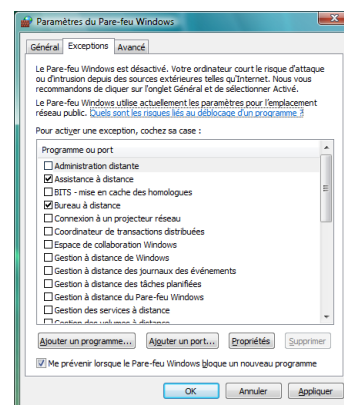 Paramètres du Pare-feu Windows
Général Exceptions Avancé
Le Pare-feu Windows est désactivé. Votre ordinateur court le risque d'attaque
ou d'intrusion depuis des sources extérieures telles qu'Internet. Nous vous
recommandons de cliquer sur l'onglet Général et de sélectionner Activé.
Le Pare-feu Windows utilise actuellement les paramètres pour l'emplacement
réseau public. Quels sont les risques liés au déblocage d'un programme ?
Pour activer une exception, cochez sa case :
Programme ou port
Administration distante
Assistance à distance
BITS - mise en cache des homologues
Bureau à distance
Connexion à un projecteur réseau
Coordinateur de transactions distribuées
Espace de collaboration Windows
Gestion à distance de Windows
Gestion à distance des journaux des événements
Gestion à distance des tâches planifiées
Gestion à distance du Pare-feu Windows
Gestion des services à distance
Gestion des volumes à distance
Ajouter un programme... Ajouter un port... Propriétés Supprimer
Me prévenir lorsque le Pare-feu Windows bloque un nouveau programme
OK Annuler Appliquer